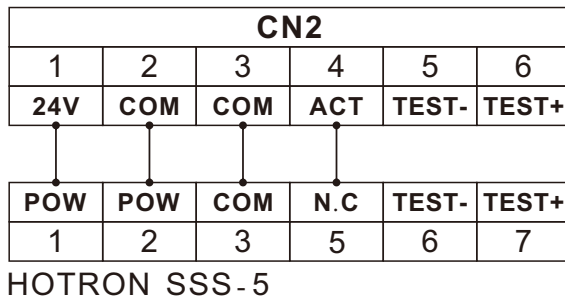 CN2
1 2 3 4 5 6
24V COM COM ACT TEST- TEST+
POW POW COM N.C TEST- TEST+
1 2 3 5 6 7
HOTRON SSS-5